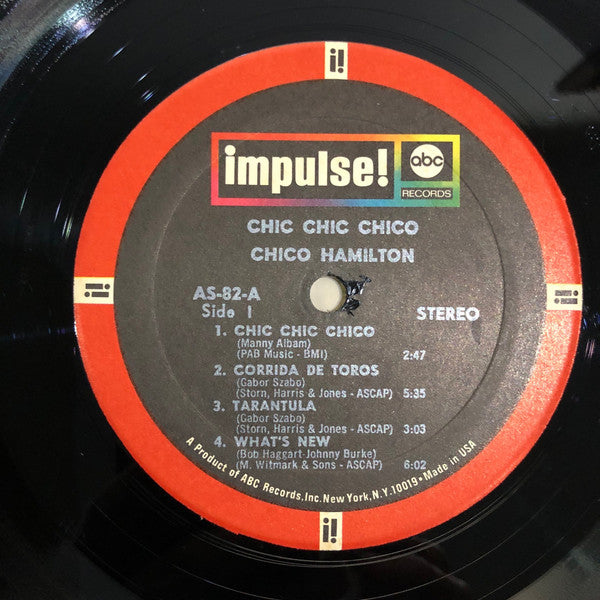 i!
impulse!
abc
RECORDS
CHIC CHIC CHICO
CHICO HAMILTON
AS-82-A
Side 1
STEREO
1. CHIC CHIC CHICO
(Manny Albam)
(PAB Music - BMI) 2:47
2. CORRIDA DE TOROS
(Gabor Szabo)
(Storn, Harris & Jones - ASCAP) 5:35
3. TARANTULA
(Gabor Szabo)
(Storn, Harris & Jones - ASCAP) 3:03
4. WHAT'S NEW
(Bob Haggart-Johnny Burke)
(M. Witmark & Sons - ASCAP) 6:02
A Product of ABC Records, Inc. New York, N.Y. 10019 • Made in USA
i!
i!
i!